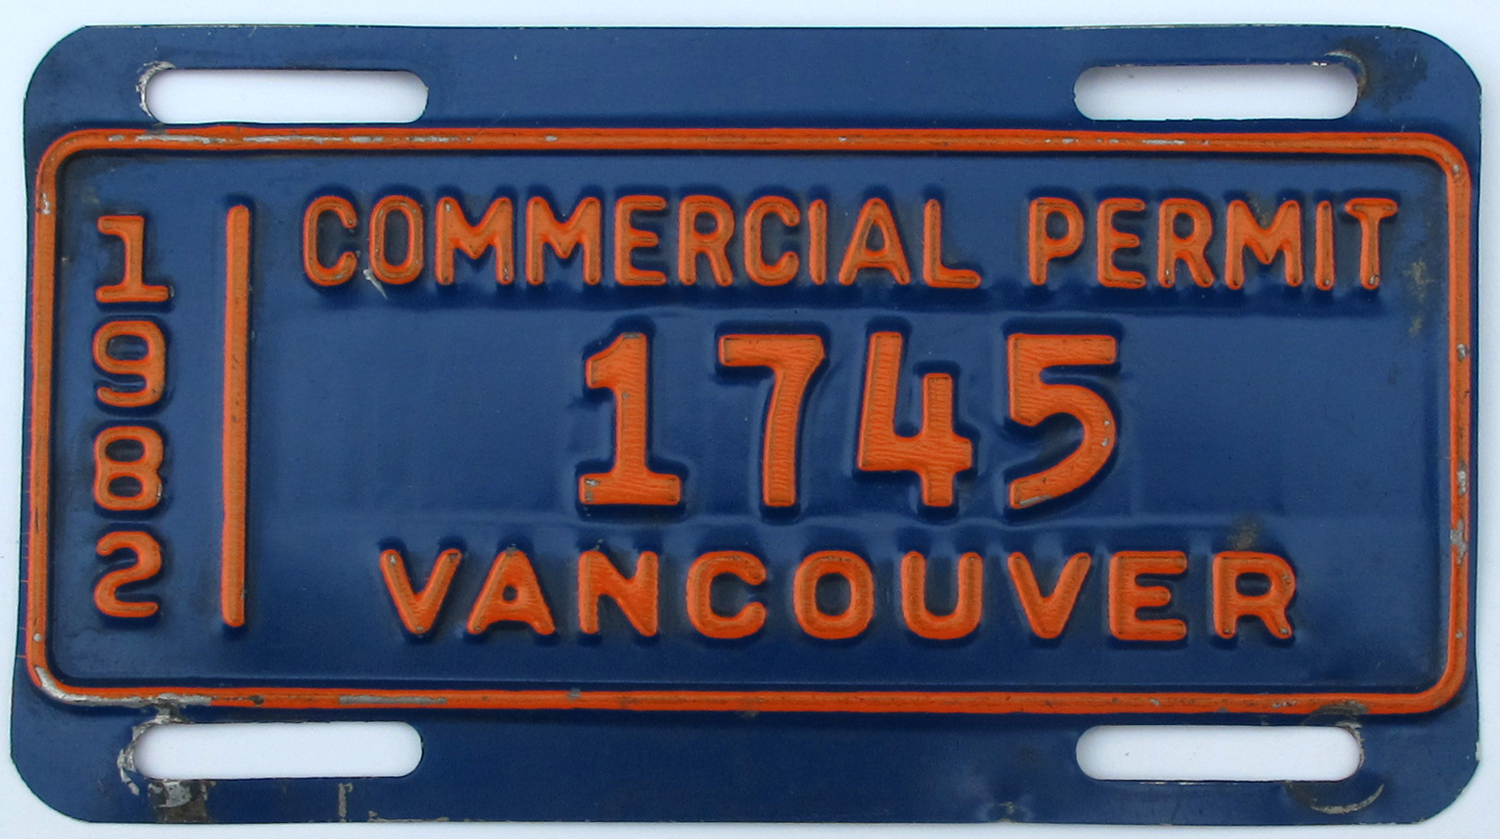 1982
COMMERCIAL PERMIT
1745
VANCOUVER